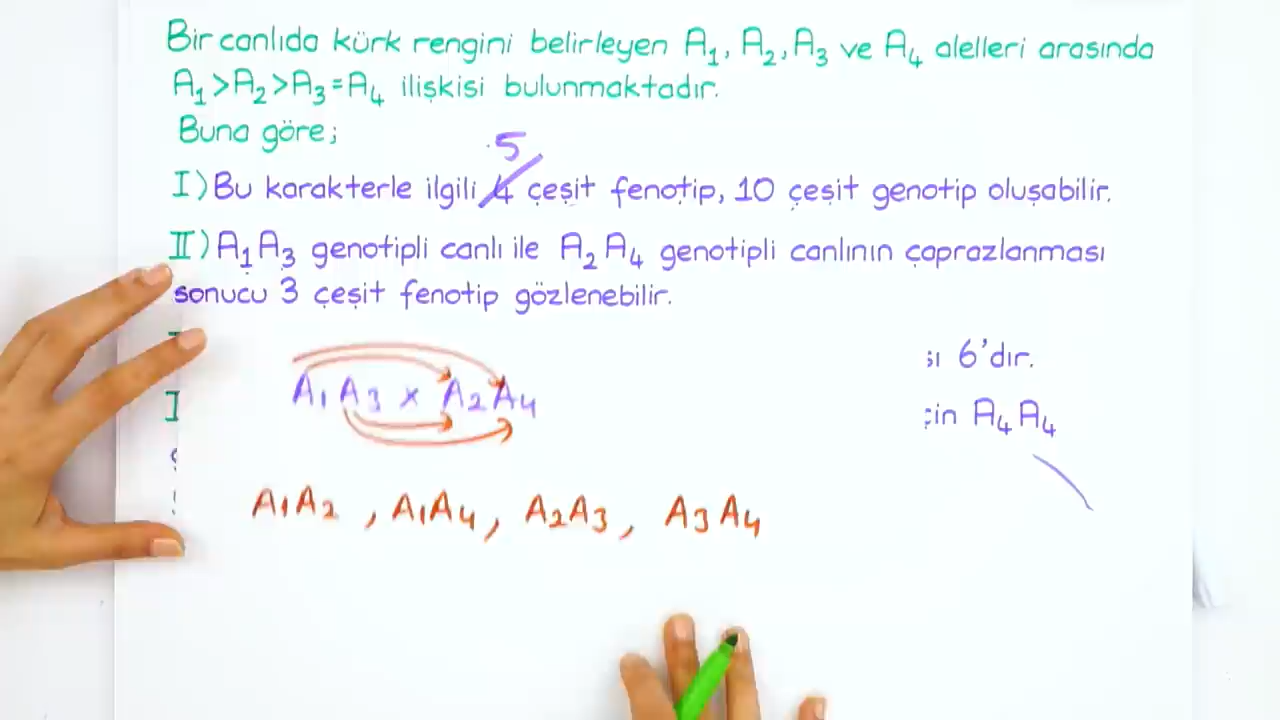 Bir canlıda kürk rengini belirleyen A₁, A₂, A₃ ve A₄ alelleri arasında
A₁>A₂>A₃=A₄ ilişkisi bulunmaktadır.
Buna göre;
5
I) Bu karakterle ilgili 4 çeşit fenotip, 10 çeşit genotip oluşabilir.
II) A₁A₃ genotipli canlı ile A₂A₄ genotipli canlının çaprazlanması
sonucu 3 çeşit fenotip gözlenebilir.
6'dır.
A₁A₃ x A₂A₄
A₄A₄
A₁A₂, A₁A₄, A₂A₃, A₃A₄